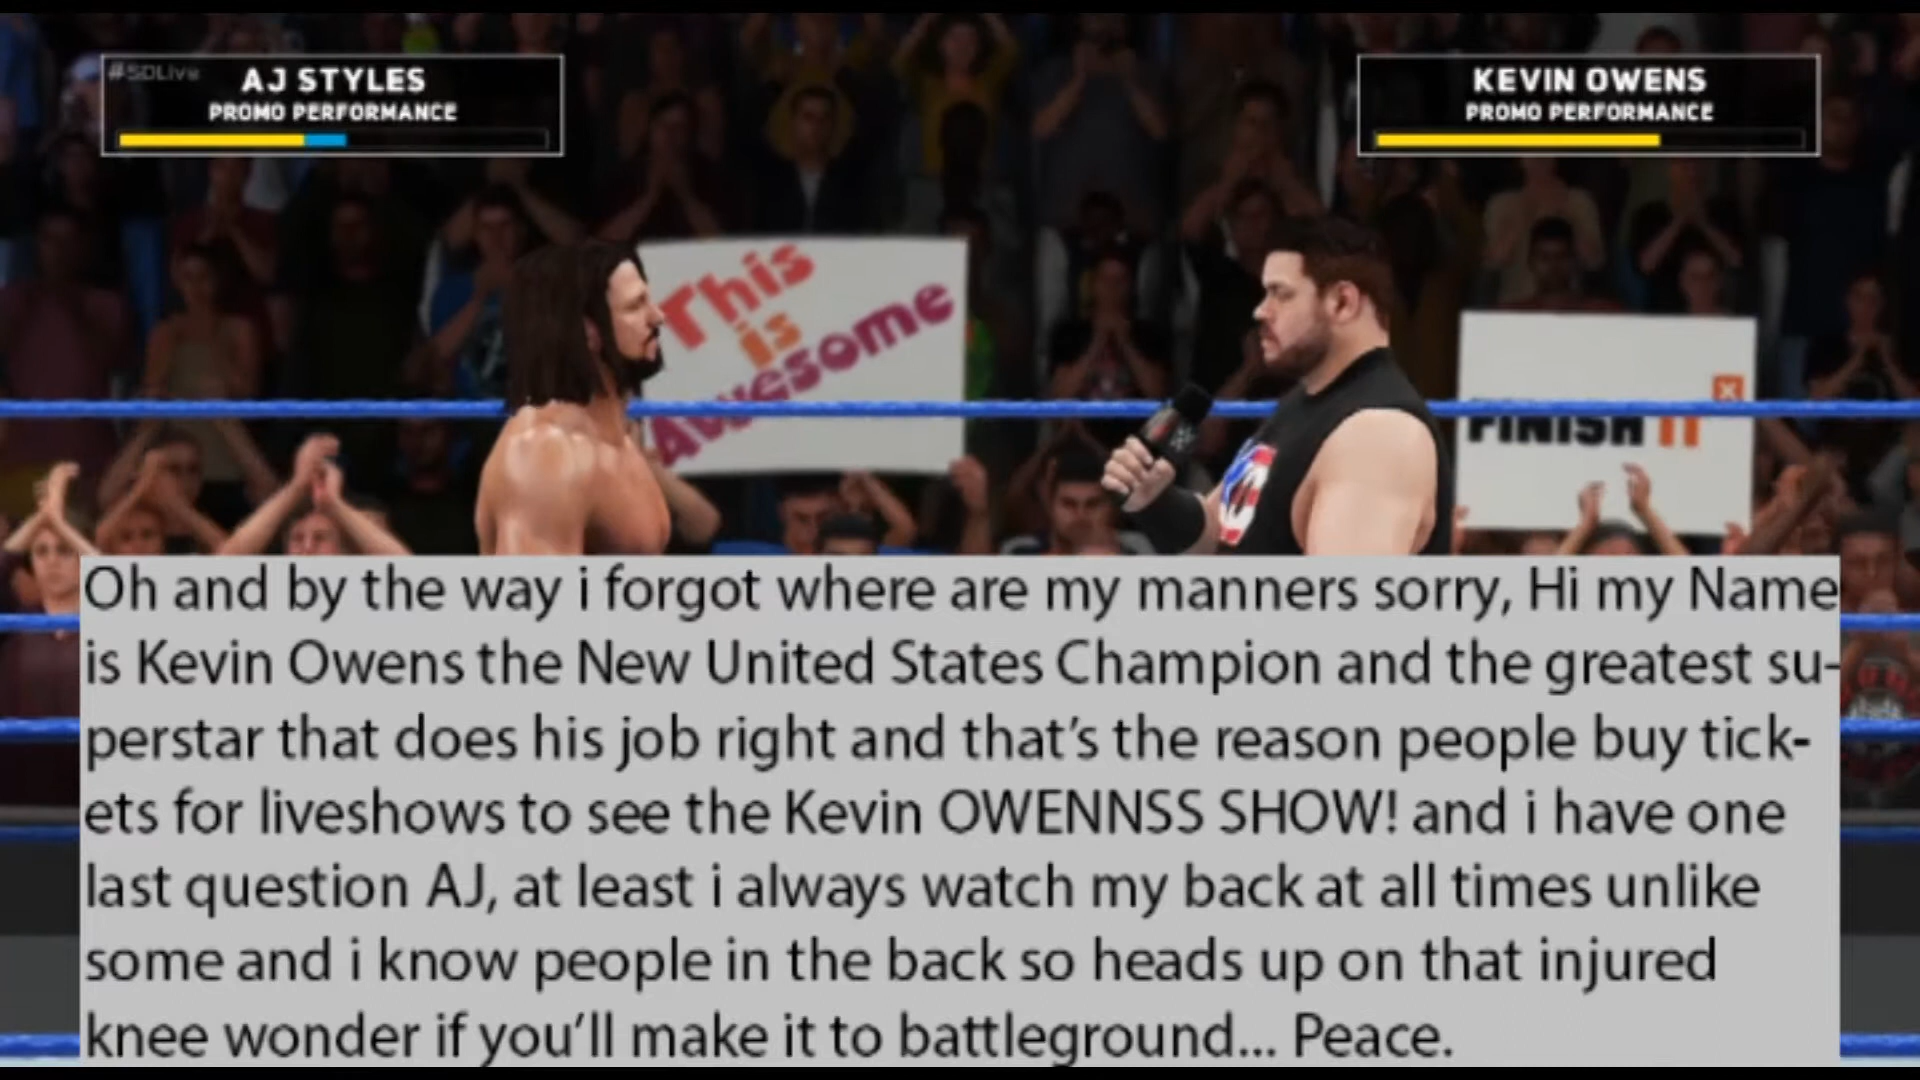 #SDLive
AJ STYLES
PROMO PERFORMANCE
KEVIN OWENS
PROMO PERFORMANCE
This
is
Awesome
FINISH IT
Oh and by the way i forgot where are my manners sorry, Hi my Name
is Kevin Owens the New United States Champion and the greatest su-
perstar that does his job right and that's the reason people buy tick-
ets for liveshows to see the Kevin OWENNSS SHOW! and i have one
last question AJ, at least i always watch my back at all times unlike
some and i know people in the back so heads up on that injured
knee wonder if you'll make it to battleground... Peace.